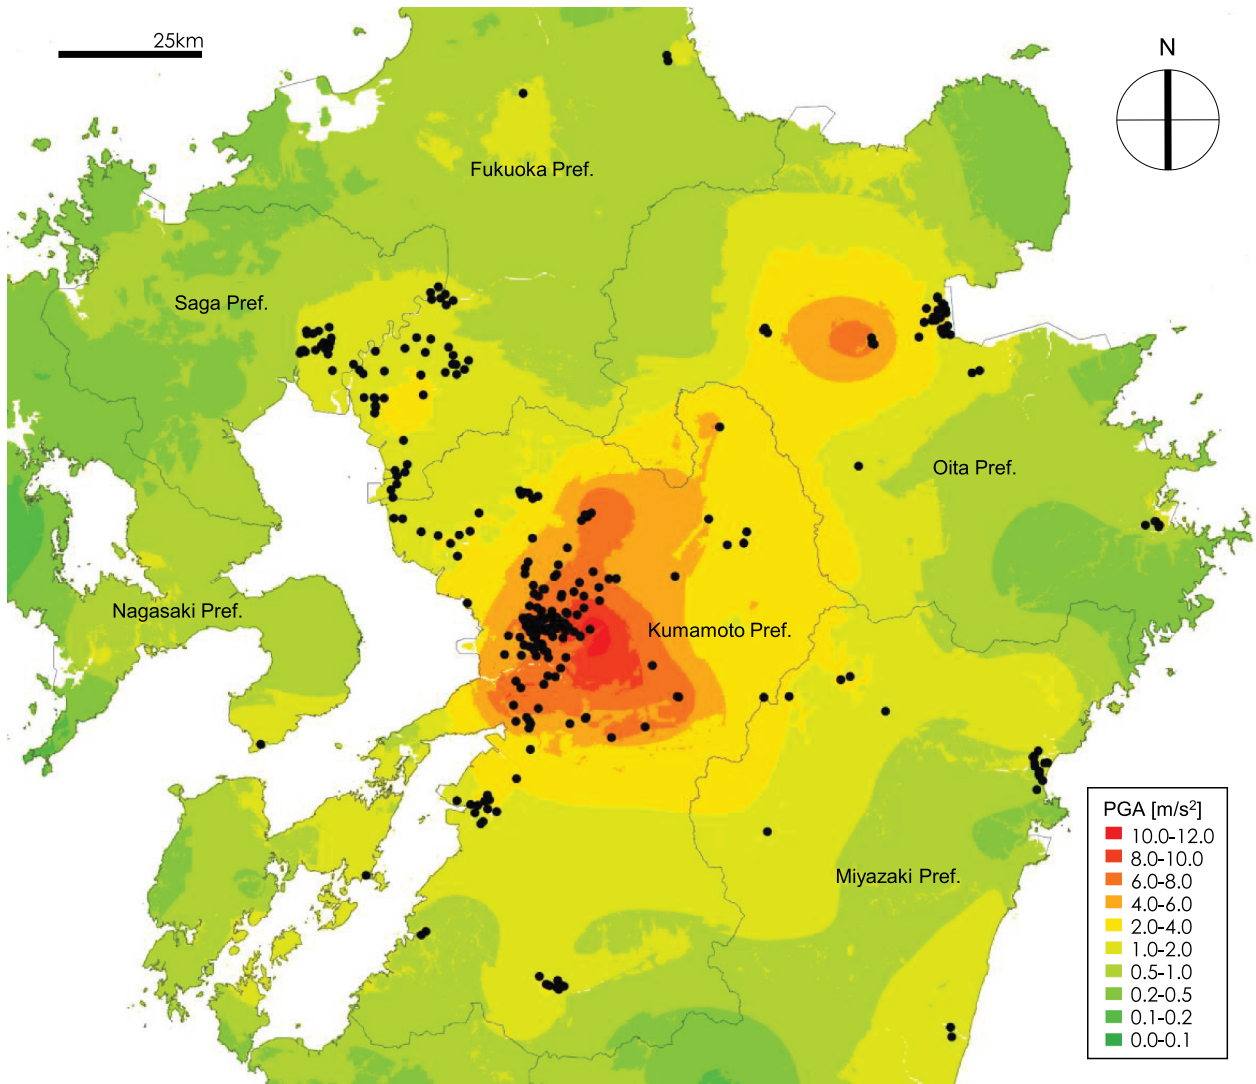 25km
N
Fukuoka Pref.
Saga Pref.
Oita Pref.
Nagasaki Pref.
Kumamoto Pref.
Miyazaki Pref.
PGA [m/s²]
10.0-12.0
8.0-10.0
6.0-8.0
4.0-6.0
2.0-4.0
1.0-2.0
0.5-1.0
0.2-0.5
0.1-0.2
0.0-0.1